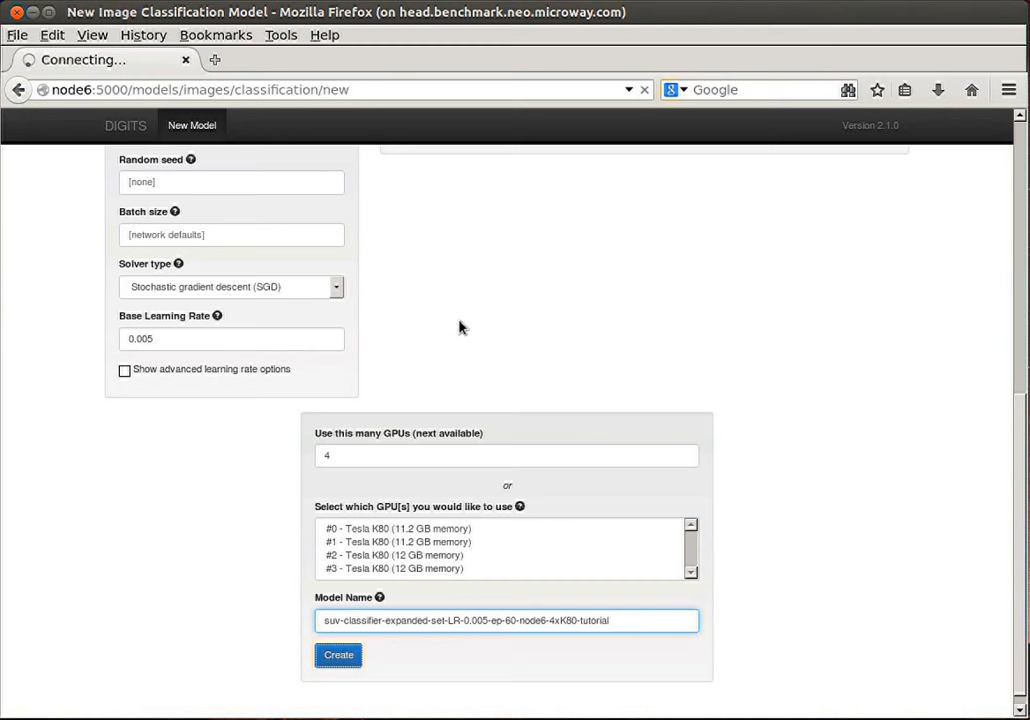 New Image Classification Model - Mozilla Firefox (on head.benchmark.neo.microway.com)
File Edit View History Bookmarks Tools Help
Connecting...
node6:5000/models/images/classification/new
Google
DIGITS New Model Version 2.1.0
Random seed
[none]
Batch size
[network defaults]
Solver type
Stochastic gradient descent (SGD)
Base Learning Rate
0.005
Show advanced learning rate options
Use this many GPUs (next available)
4
or
Select which GPU[s] you would like to use
#0 - Tesla K80 (11.2 GB memory)
#1 - Tesla K80 (11.2 GB memory)
#2 - Tesla K80 (12 GB memory)
#3 - Tesla K80 (12 GB memory)
Model Name
suv-classifier-expanded-set-LR-0.005-ep-60-node6-4xK80-tutorial
Create